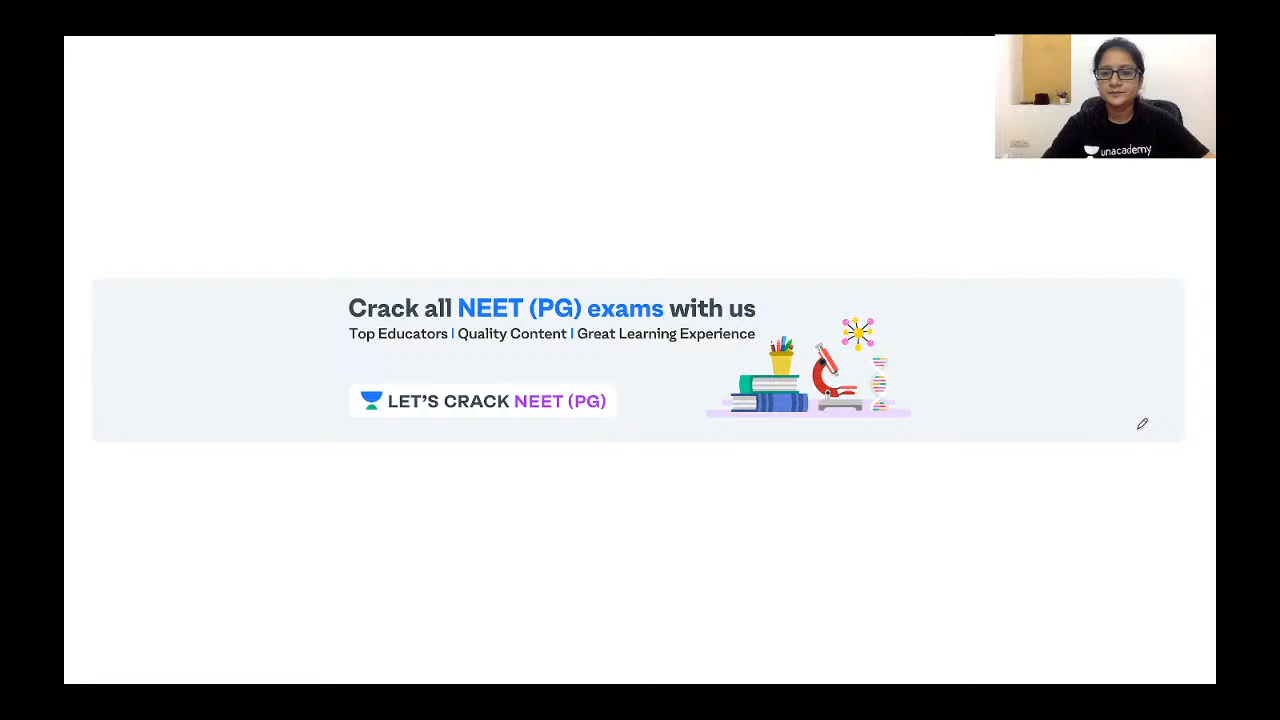 unacademy
Crack all NEET (PG) exams with us
Top Educators | Quality Content | Great Learning Experience
LET'S CRACK NEET (PG)